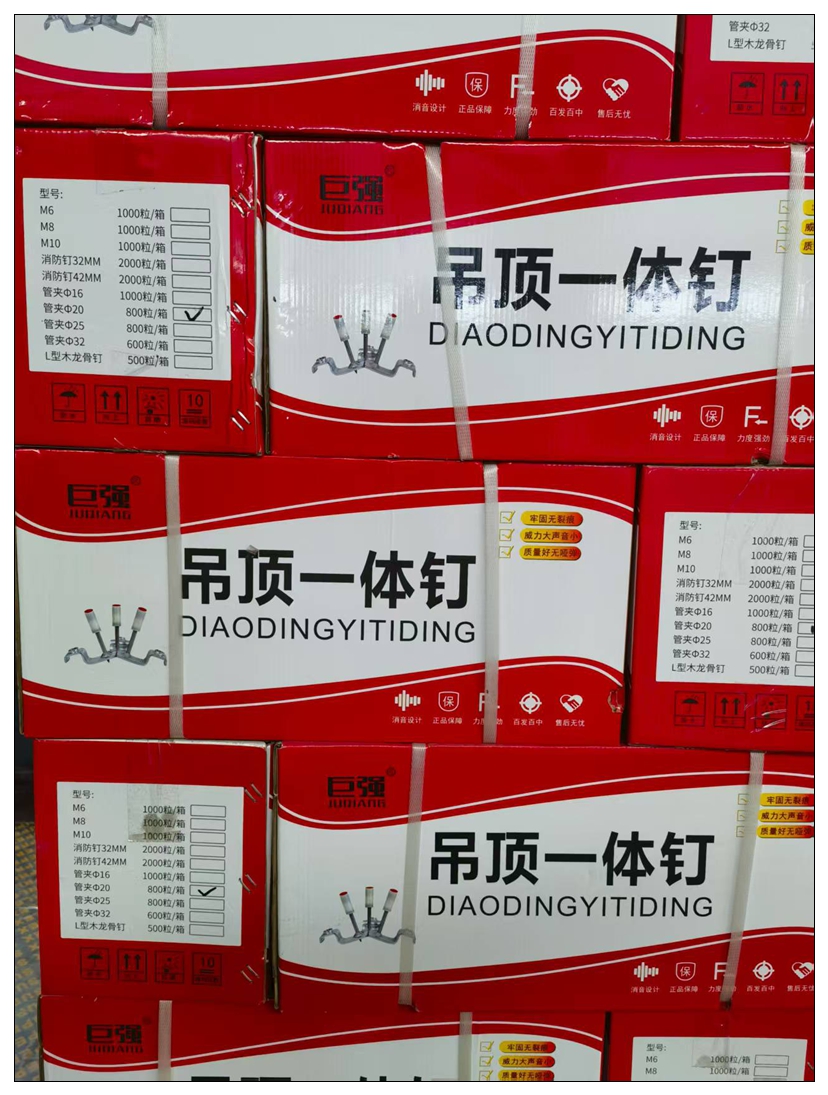 管夹Φ32
L型木龙骨钉
消音设计
正品保障
百发百中
售后无忧
型号:
M6 1000粒/箱
M8 1000粒/箱
M10 1000粒/箱
消防钉32MM 2000粒/箱
消防钉42MM 2000粒/箱
管夹Φ16 1000粒/箱
管夹Φ20 800粒/箱
管夹Φ25 800粒/箱
管夹Φ32 600粒/箱
L型木龙骨钉 500粒/箱
10
巨强®
JUQIANG
吊顶一体钉
DIAODINGYITIDING
消音设计
保
正品保障
力度强劲
百发百中
巨强®
JUQIANG
吊顶一体钉
DIAODINGYITIDING
牢固无裂痕
威力大声音小
质量好无哑弹
消音设计
保
正品保障
百发百中
售后无忧
型号:
M6 1000粒/箱
M8 1000粒/箱
M10 1000粒/箱
消防钉32MM 2000粒/箱
消防钉42MM 2000粒/箱
管夹Φ16 1000粒/箱
管夹Φ20 800粒/箱
管夹Φ25 800粒/箱
管夹Φ32 600粒/箱
L型木龙骨钉 500粒/箱
型号:
M6 1000粒/箱
M8 1000粒/箱
M10 1000粒/箱
消防钉32MM 2000粒/箱
消防钉42MM 2000粒/箱
管夹Φ16 1000粒/箱
管夹Φ20 800粒/箱
管夹Φ25 800粒/箱
管夹Φ32 600粒/箱
L型木龙骨钉 500粒/箱
10
巨强®
JUQIANG
吊顶一体钉
DIAODINGYITIDING
牢固无裂痕
威力大声音小
质量好无哑弹
消音设计
保
正品保障
百发百中
售后无忧
巨强
JUQIANG
牢固无裂痕
威力大声音小
质量好无哑弹
型号:
M6 1000粒/箱
M8 1000粒/箱